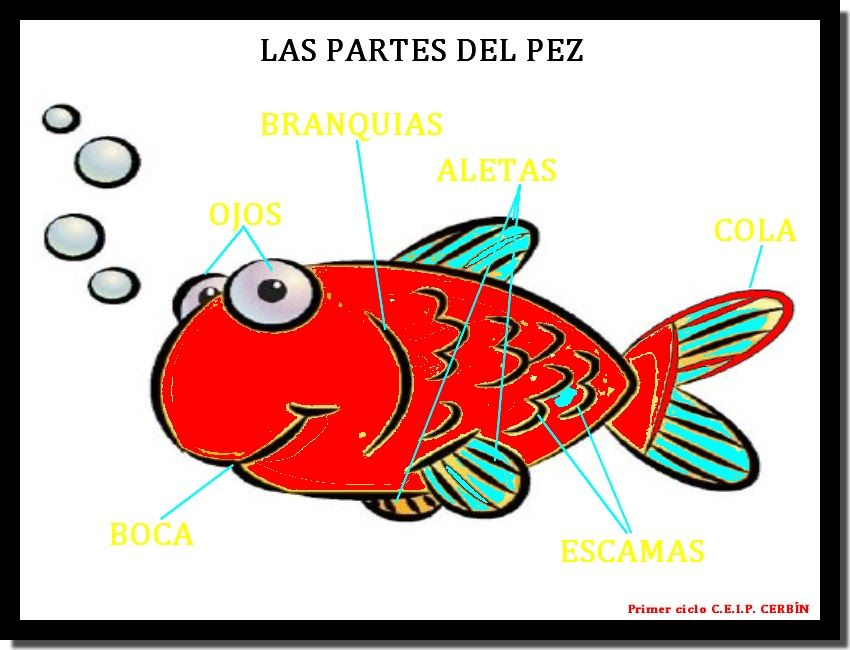 LAS PARTES DEL PEZ
BRANQUIAS
ALETAS
OJOS
COLA
BOCA
ESCAMAS
Primer ciclo C.E.I.P. CERBÍN